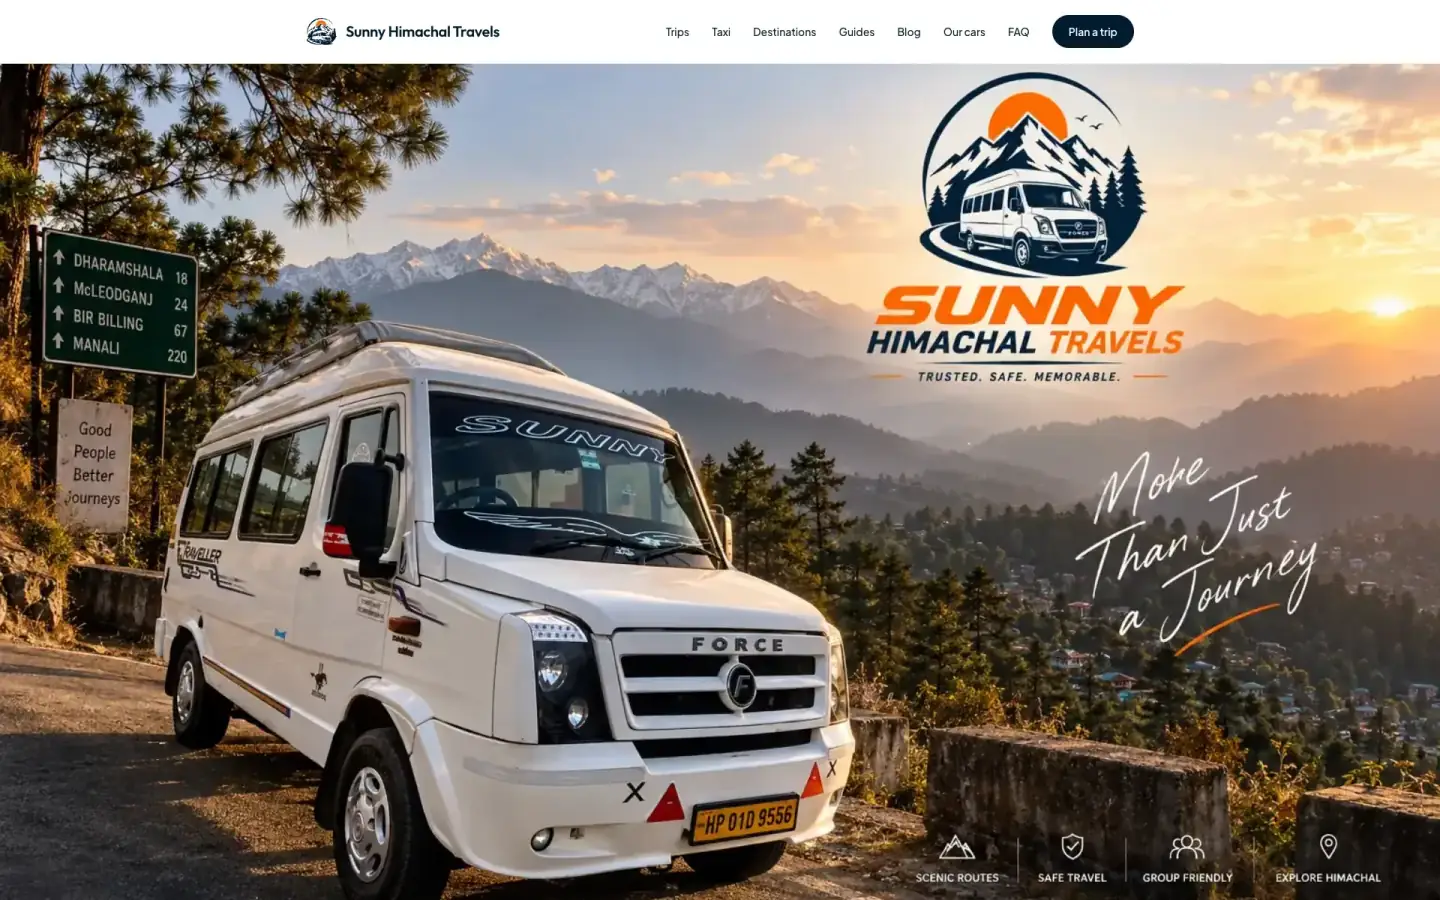 Sunny Himachal Travels
Trips
Taxi
Destinations
Guides
Blog
Our cars
FAQ
Plan a trip
DHARAMSHALA 18
McLEODGANJ 24
BIR BILLING 67
MANALI 220
Good
People
Better
Journeys
FORCE
SUNNY
HIMACHAL TRAVELS
TRUSTED. SAFE. MEMORABLE.
SUNNY
TRAVELLER
More
Than Just
a Journey
FORCE
HP 01D 9556
SCENIC ROUTES
SAFE TRAVEL
GROUP FRIENDLY
EXPLORE HIMACHAL